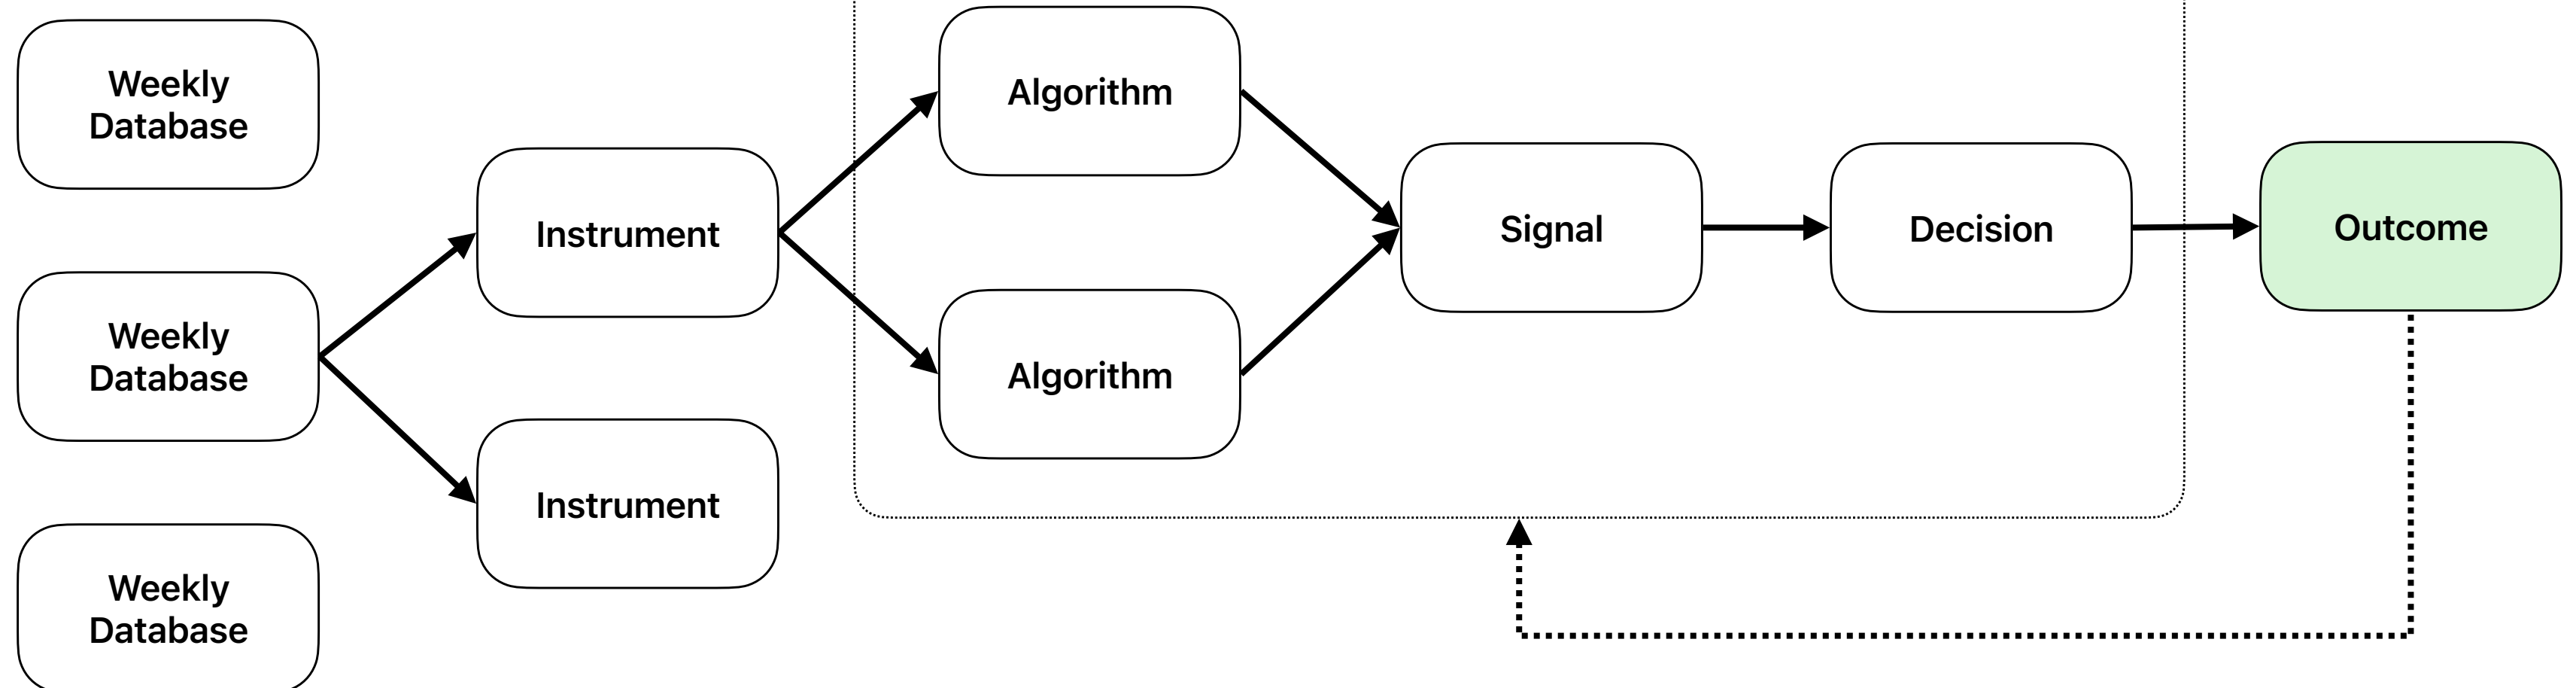 Weekly
Database
Weekly
Database
Weekly
Database
Instrument
Instrument
Algorithm
Algorithm
Signal
Decision
Outcome